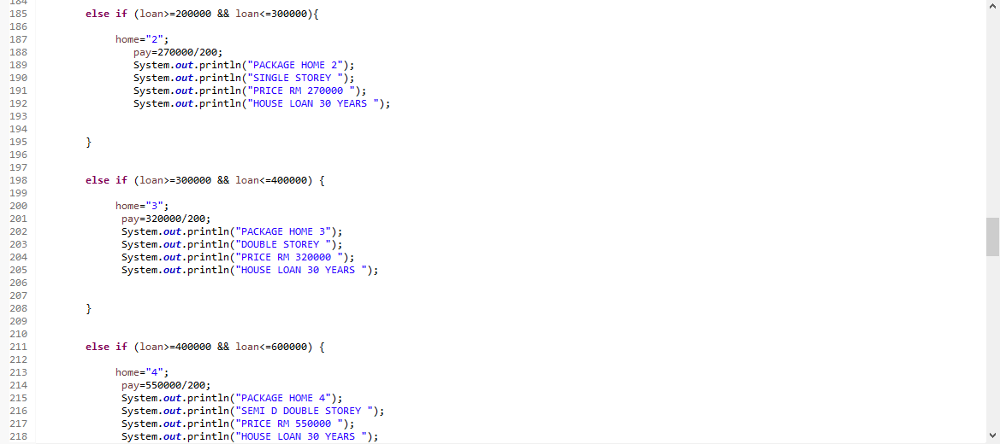 184
185 else if (loan>=200000 && loan<=300000){
186
187 home="2";
188 pay=270000/200;
189 System.out.println("PACKAGE HOME 2");
190 System.out.println("SINGLE STOREY ");
191 System.out.println("PRICE RM 270000 ");
192 System.out.println("HOUSE LOAN 30 YEARS ");
193
194
195 }
196
197
198 else if (loan>=300000 && loan<=400000) {
199
200 home="3";
201 pay=320000/200;
202 System.out.println("PACKAGE HOME 3");
203 System.out.println("DOUBLE STOREY ");
204 System.out.println("PRICE RM 320000 ");
205 System.out.println("HOUSE LOAN 30 YEARS ");
206
207
208 }
209
210
211 else if (loan>=400000 && loan<=600000) {
212
213 home="4";
214 pay=550000/200;
215 System.out.println("PACKAGE HOME 4");
216 System.out.println("SEMI D DOUBLE STOREY ");
217 System.out.println("PRICE RM 550000 ");
218 System.out.println("HOUSE LOAN 30 YEARS ");